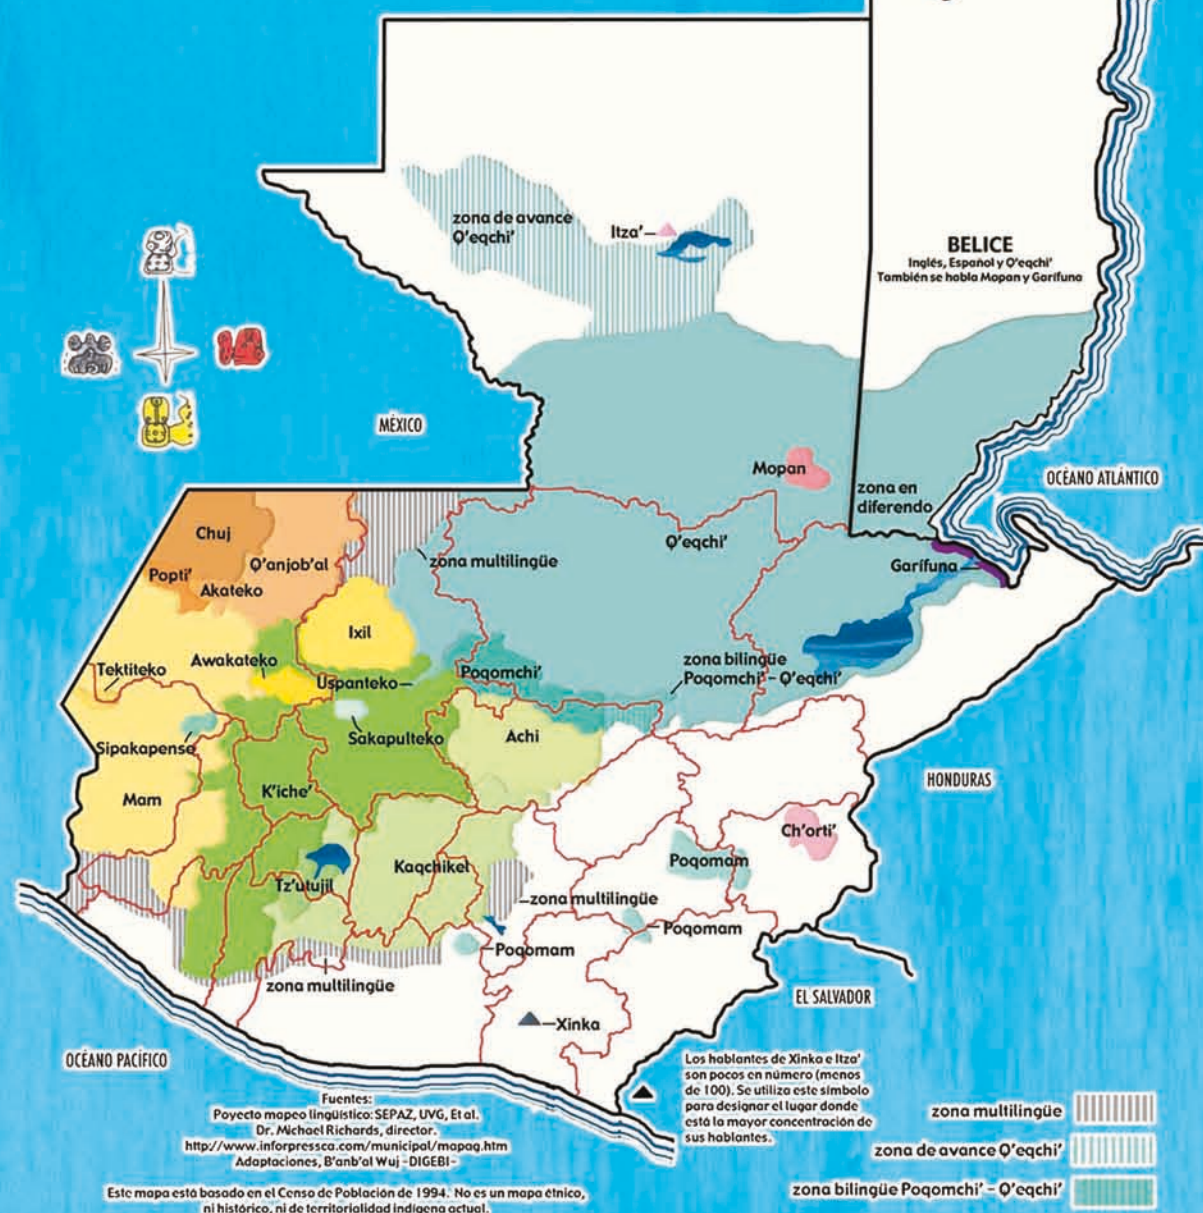 zona de avance
Q'eqchi'
Itza'
BELICE
Inglés, Español y Q'eqchi'
También se habla Mopan y Garífuna
MÉXICO
OCÉANO ATLÁNTICO
Mopan
zona en
diferendo
Chuj
Q'eqchi'
Q'anjob'al
zona multilingüe
Garífuna
Popti'
Akateko
Ixil
Awakateko
zona bilingüe
Poqomchi' - Q'eqchi'
Tektiteko
Uspanteko
Poqomchi'
Sakapulteko
Achi
Sipakapense
HONDURAS
K'iche'
Mam
Ch'orti'
Poqomam
Kaqchikel
Tz'utujil
zona multilingüe
Poqomam
Poqomam
zona multilingüe
EL SALVADOR
Xinka
OCÉANO PACÍFICO
Los hablantes de Xinka e Itza'
son pocos en número (menos
de 100). Se utiliza este símbolo
para designar el lugar donde
está la mayor concentración de
sus hablantes.
Fuentes:
Poyecto mapeo lingüístico: SEPAZ, UVG, Et al.
Dr. Michael Richards, director.
http://www.inforpressca.com/municipal/mapag.htm
Adaptaciones, B'anb'al Wuj -DIGEBI-
zona multilingüe
zona de avance Q'eqchi'
zona bilingüe Poqomchi' - Q'eqchi'
Este mapa está basado en el Censo de Población de 1994. No es un mapa étnico,
ni histórico, ni de territorialidad indígena actual.